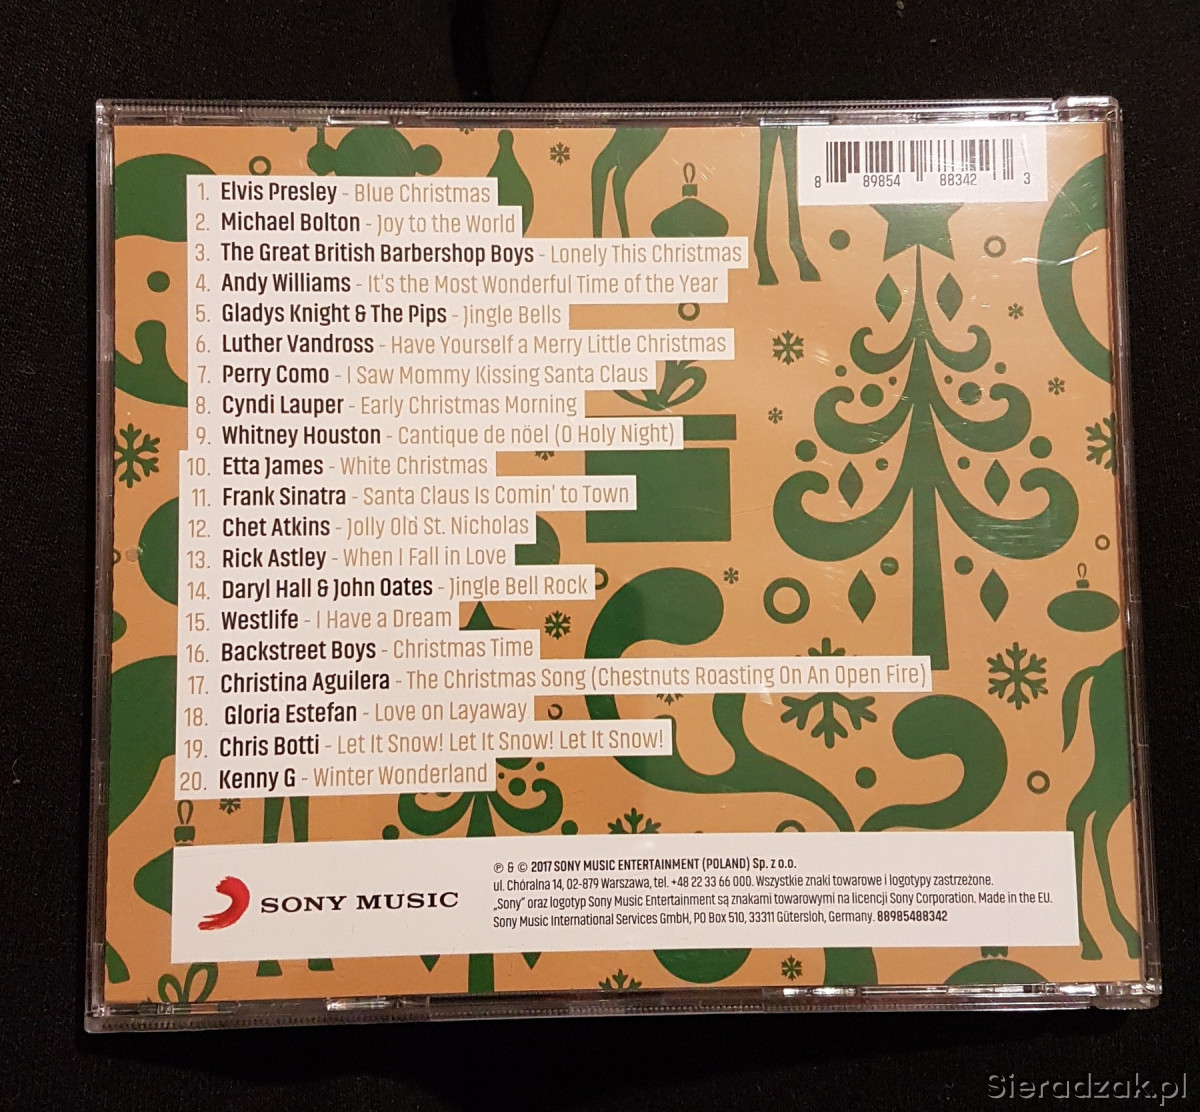 8 89854 88342 3
1. Elvis Presley - Blue Christmas
2. Michael Bolton - Joy to the World
3. The Great British Barbershop Boys - Lonely This Christmas
4. Andy Williams - It's the Most Wonderful Time of the Year
5. Gladys Knight & The Pips - Jingle Bells
6. Luther Vandross - Have Yourself a Merry Little Christmas
7. Perry Como - I Saw Mommy Kissing Santa Claus
8. Cyndi Lauper - Early Christmas Morning
9. Whitney Houston - Cantique de nöel (O Holy Night)
10. Etta James - White Christmas
11. Frank Sinatra - Santa Claus Is Comin' to Town
12. Chet Atkins - Jolly Old St. Nicholas
13. Rick Astley - When I Fall in Love
14. Daryl Hall & John Oates - Jingle Bell Rock
15. Westlife - I Have a Dream
16. Backstreet Boys - Christmas Time
17. Christina Aguilera - The Christmas Song (Chestnuts Roasting On An Open Fire)
18. Gloria Estefan - Love on Layaway
19. Chris Botti - Let It Snow! Let It Snow! Let It Snow!
20. Kenny G - Winter Wonderland
SONY MUSIC
℗ & © 2017 SONY MUSIC ENTERTAINMENT (POLAND) Sp. z o.o.
ul. Chóralna 14, 02-879 Warszawa, tel. +48 22 33 66 000. Wszystkie znaki towarowe i logotypy zastrzeżone.
„Sony" oraz logotyp Sony Music Entertainment są znakami towarowymi na licencji Sony Corporation. Made in the EU.
Sony Music International Services GmbH, PO Box 510, 33311 Gütersloh, Germany. 88985488342
Sieradzak.pl